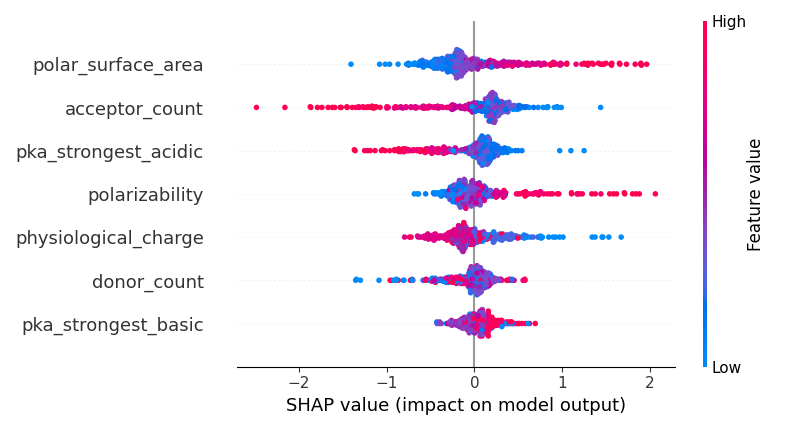 High
polar_surface_area
acceptor_count
pka_strongest_acidic
polarizability
physiological_charge
donor_count
pka_strongest_basic
Feature value
Low
−2 −1 0 1 2
SHAP value (impact on model output)